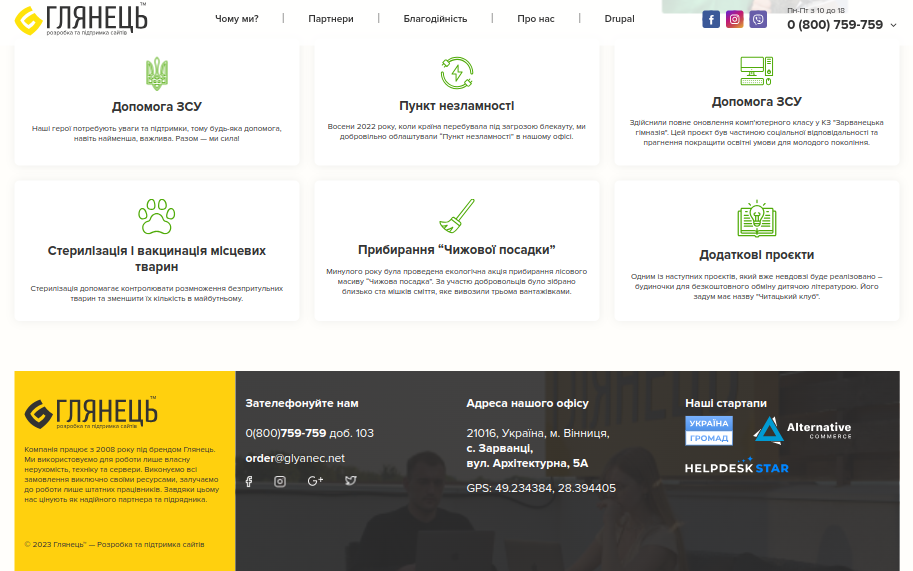 ГЛЯНЕЦЬ™
розробка та підтримка сайтів
Чому ми? | Партнери | Благодійність | Про нас | Drupal
Пн-Пт з 10 до 18
0 (800) 759-759
Допомога ЗСУ
Наші герої потребують уваги та підтримки, тому будь-яка допомога,
навіть найменша, важлива. Разом — ми сила!
Пункт незламності
Восени 2022 року, коли країна перебувала під загрозою блекауту, ми
добровільно облаштували "Пункт незламності" в нашому офісі.
Допомога ЗСУ
Здійснили повне оновлення комп'ютерного класу у КЗ "Зарванецька
гімназія". Цей проєкт був частиною соціальної відповідальності та
прагнення покращити освітні умови для молодого покоління.
Стерилізація і вакцинація місцевих
тварин
Стерилізація допомагає контролювати розмноження безпритульних
тварин та зменшити їх кількість в майбутньому.
Прибирання “Чижової посадки”
Минулого року була проведена екологічна акція прибирання лісового
масиву "Чижова посадка". За участю добровольців було зібрано
близько ста мішків сміття, яке вивозили трьома вантажівками.
Додаткові проєкти
Одним із наступних проєктів, який вже невдовзі буде реалізовано –
будиночки для безкоштовного обміну дитячою літературою. Його
задум має назву "Читацький клуб".
ГЛЯНЕЦЬ™
розробка та підтримка сайтів
Компанія працює з 2008 року під брендом Глянець.
Ми використовуємо для роботи лише власну
нерухомість, техніку та сервери. Виконуємо всі
замовлення виключно своїми ресурсами, залучаємо
до роботи лише штатних працівників. Завдяки цьому
нас цінують як надійного партнера та підрядника.
© 2023 Глянець™ — Розробка та підтримка сайтів
Зателефонуйте нам
0(800)759-759 доб. 103
order@glyanec.net
Адреса нашого офісу
21016, Україна, м. Вінниця,
с. Зарванці,
вул. Архітектурна, 5А
GPS: 49.234384, 28.394405
Наші стартапи
УКРАЇНА
ГРОМАД
Alternative
COMMERCE
HELPDESKSTAR